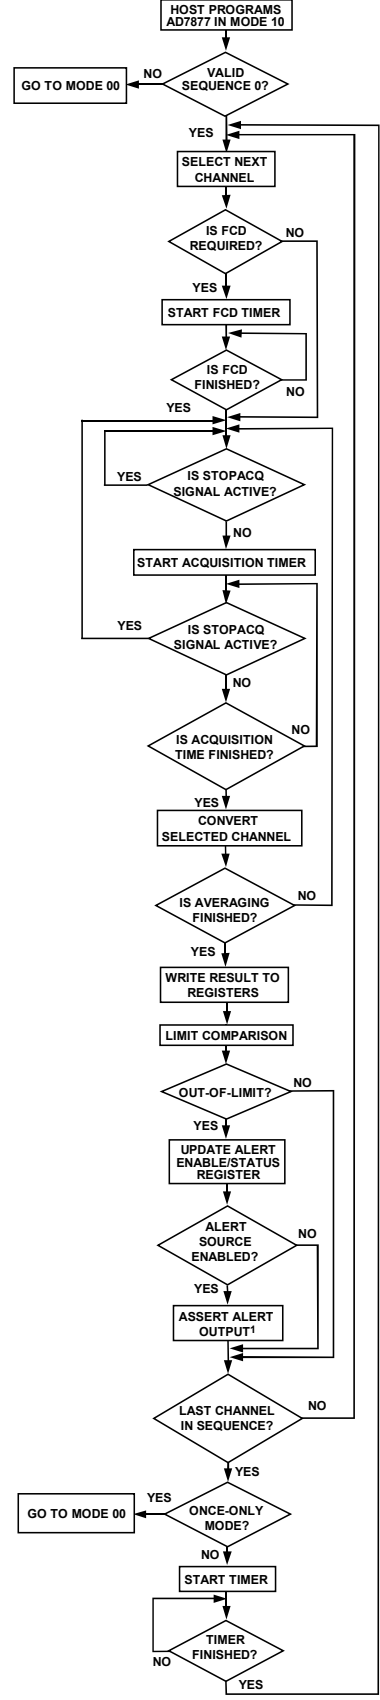 HOST PROGRAMS
AD7877 IN MODE 10
VALID
SEQUENCE 0?
NO
GO TO MODE 00
YES
SELECT NEXT
CHANNEL
IS FCD
REQUIRED?
NO
YES
START FCD TIMER
IS FCD
FINISHED?
NO
YES
IS STOPACQ
SIGNAL ACTIVE?
YES
NO
START ACQUISITION TIMER
IS STOPACQ
SIGNAL ACTIVE?
YES
NO
IS ACQUISITION
TIME FINISHED?
NO
YES
CONVERT
SELECTED CHANNEL
IS AVERAGING
FINISHED?
NO
YES
WRITE RESULT TO
REGISTERS
LIMIT COMPARISON
OUT-OF-LIMIT?
NO
YES
UPDATE ALERT
ENABLE/STATUS
REGISTER
ALERT
SOURCE
ENABLED?
NO
YES
ASSERT ALERT
OUTPUT1
LAST CHANNEL
IN SEQUENCE?
NO
YES
ONCE-ONLY
MODE?
YES
GO TO MODE 00
NO
START TIMER
TIMER
FINISHED?
NO
YES